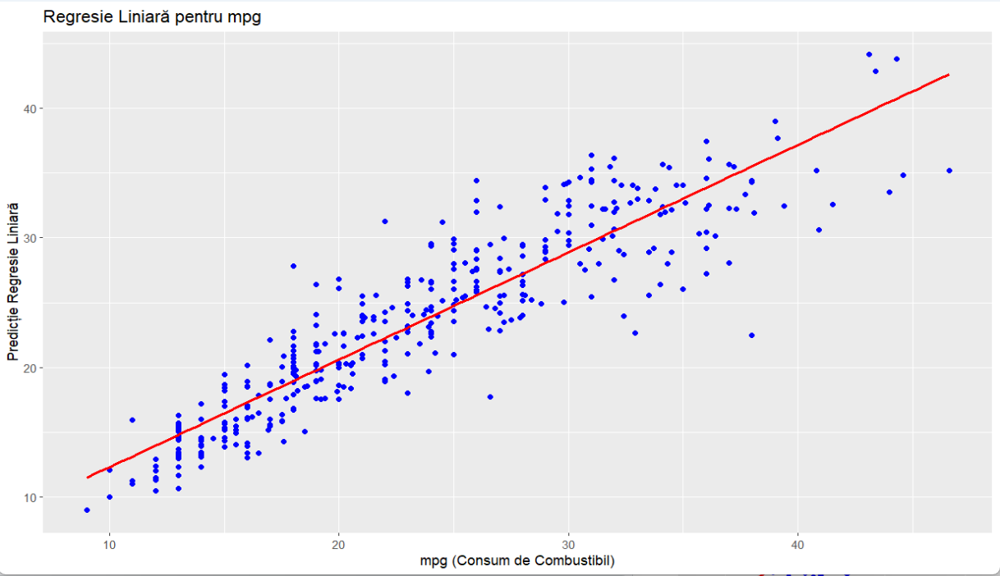 Regresie Liniară pentru mpg
40
30
20
10
Predicție Regresie Liniară
10 20 30 40
mpg (Consum de Combustibil)